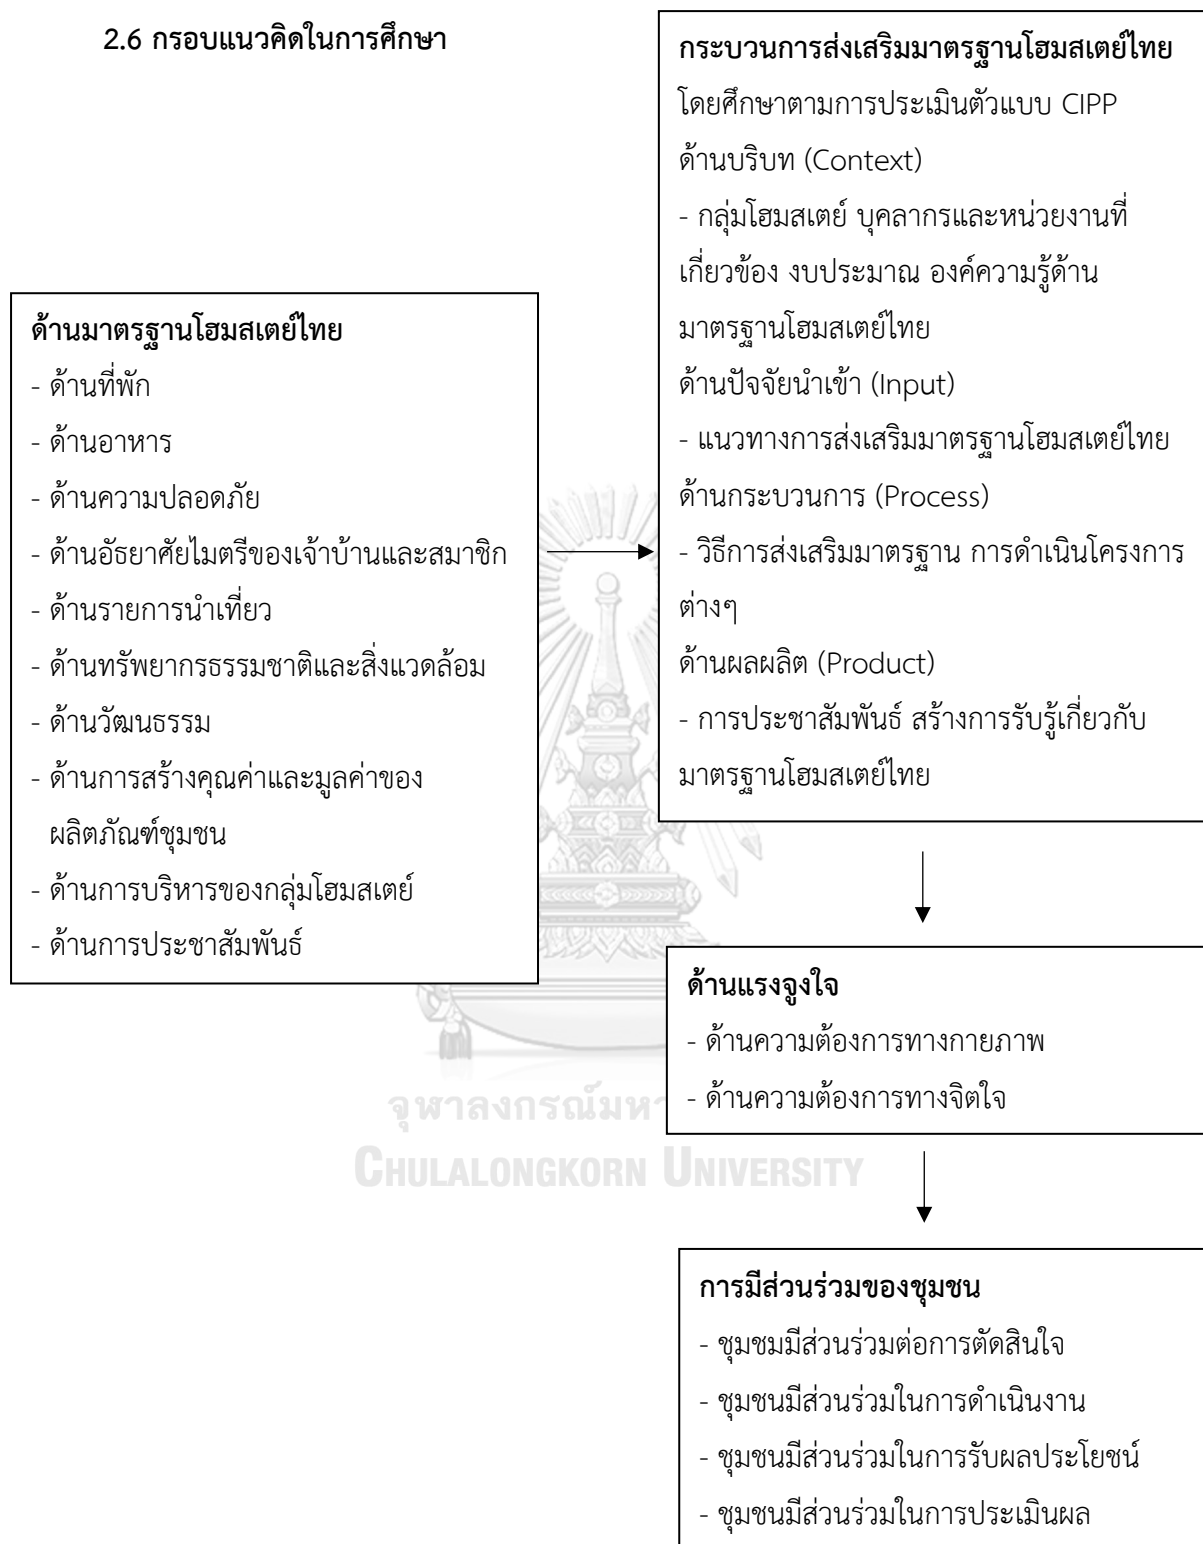 2.6 กรอบแนวคิดในการศึกษา
ด้านมาตรฐานโฮมสเตย์ไทย
- ด้านที่พัก
- ด้านอาหาร
- ด้านความปลอดภัย
- ด้านอัธยาศัยไมตรีของเจ้าบ้านและสมาชิก
- ด้านรายการนำเที่ยว
- ด้านทรัพยากรธรรมชาติและสิ่งแวดล้อม
- ด้านวัฒนธรรม
- ด้านการสร้างคุณค่าและมูลค่าของ
ผลิตภัณฑ์ชุมชน
- ด้านการบริหารของกลุ่มโฮมสเตย์
- ด้านการประชาสัมพันธ์
กระบวนการส่งเสริมมาตรฐานโฮมสเตย์ไทย
โดยศึกษาตามการประเมินตัวแบบ CIPP
ด้านบริบท (Context)
- กลุ่มโฮมสเตย์ บุคลากรและหน่วยงานที่
เกี่ยวข้อง งบประมาณ องค์ความรู้ด้าน
มาตรฐานโฮมสเตย์ไทย
ด้านปัจจัยนำเข้า (Input)
- แนวทางการส่งเสริมมาตรฐานโฮมสเตย์ไทย
ด้านกระบวนการ (Process)
- วิธีการส่งเสริมมาตรฐาน การดำเนินโครงการ
ต่างๆ
ด้านผลผลิต (Product)
- การประชาสัมพันธ์ สร้างการรับรู้เกี่ยวกับ
มาตรฐานโฮมสเตย์ไทย
ด้านแรงจูงใจ
- ด้านความต้องการทางกายภาพ
- ด้านความต้องการทางจิตใจ
จุฬาลงกรณ์มหา
CHULALONGKORN UNIVERSITY
การมีส่วนร่วมของชุมชน
- ชุมชมมีส่วนร่วมต่อการตัดสินใจ
- ชุมชนมีส่วนร่วมในการดำเนินงาน
- ชุมชนมีส่วนร่วมในการรับผลประโยชน์
- ชุมชนมีส่วนร่วมในการประเมินผล